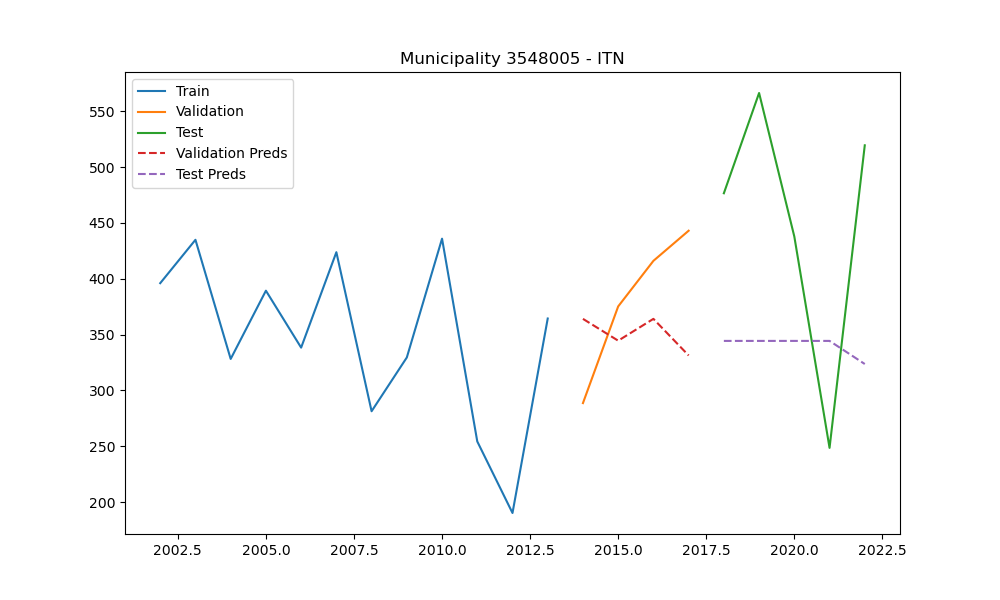 Municipality 3548005 - ITN
Train
Validation
Test
Validation Preds
Test Preds
550
500
450
400
350
300
250
200
2002.5 2005.0 2007.5 2010.0 2012.5 2015.0 2017.5 2020.0 2022.5